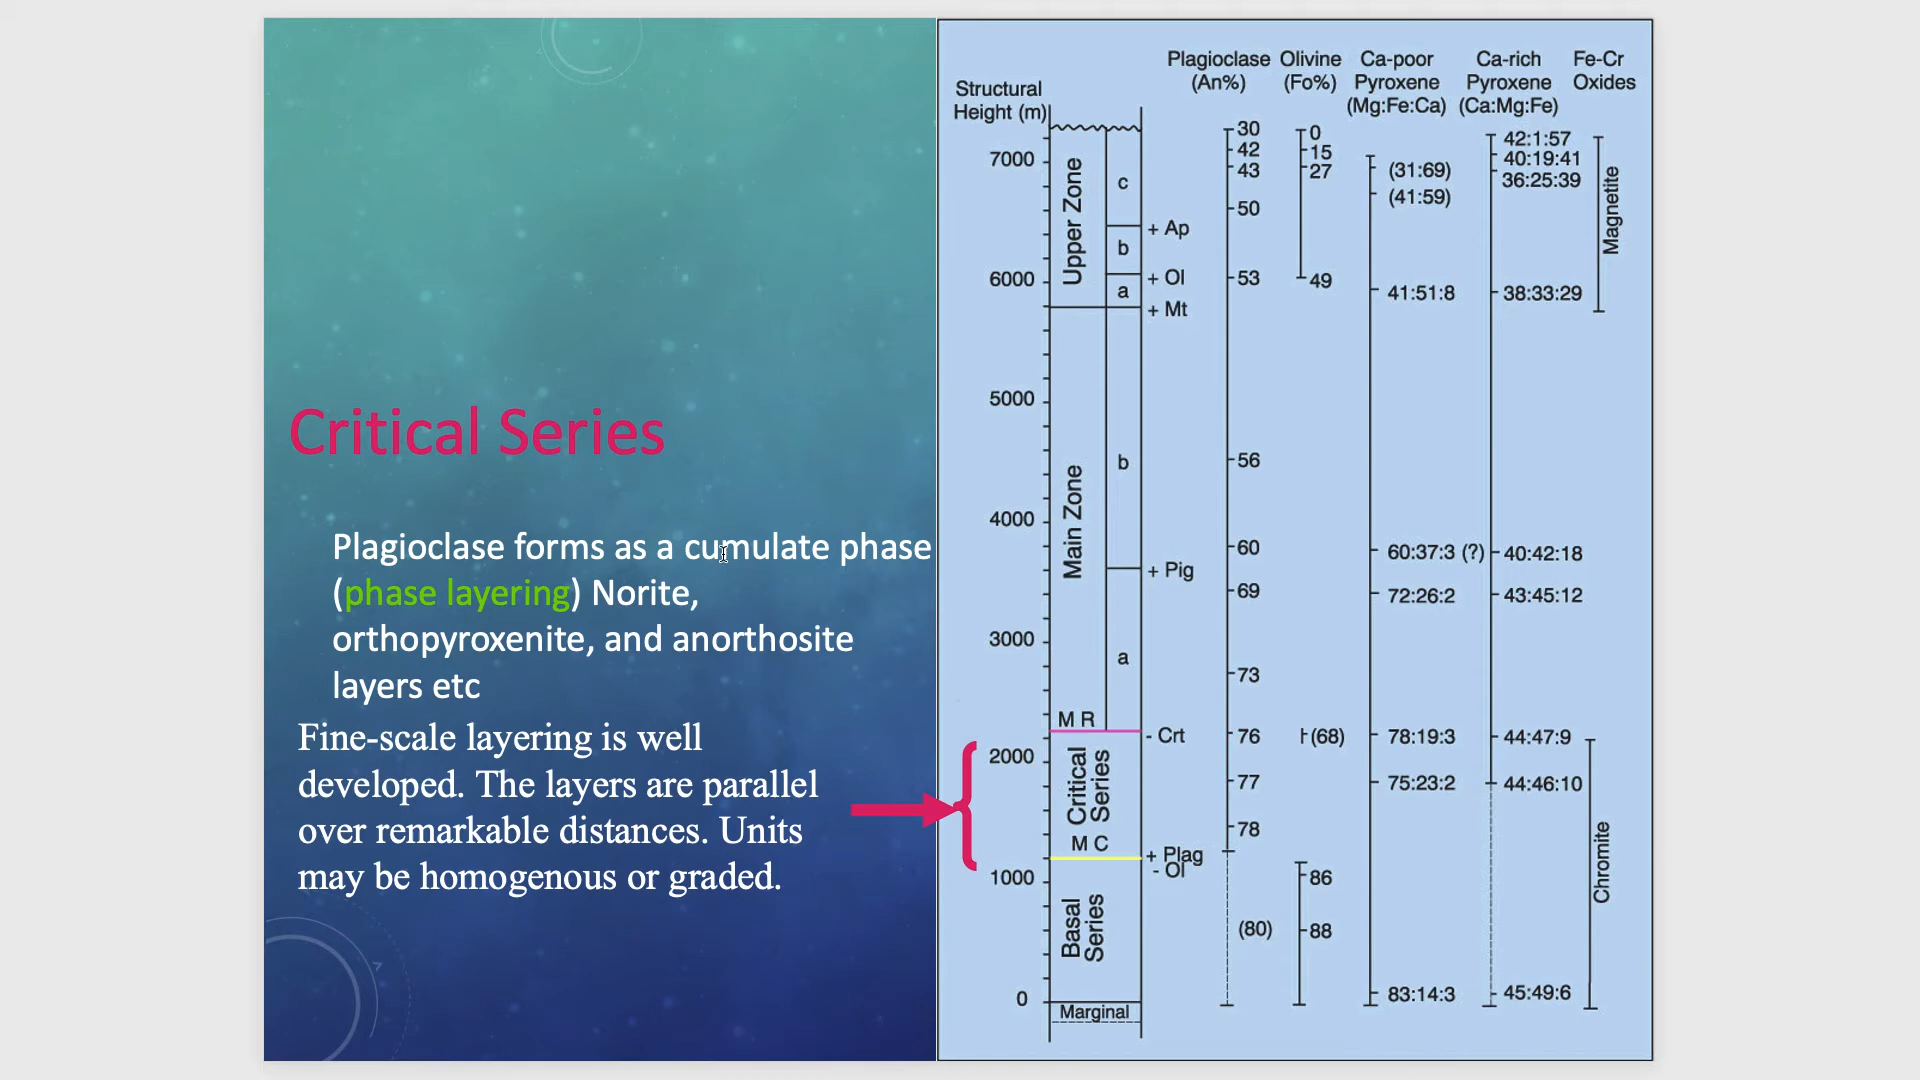 Critical Series
Plagioclase forms as a cumulate phase
(phase layering) Norite,
orthopyroxenite, and anorthosite
layers etc
Fine-scale layering is well
developed. The layers are parallel
over remarkable distances. Units
may be homogenous or graded.
Structural
Height (m)
Plagioclase
(An%)
Olivine
(Fo%)
Ca-poor
Pyroxene
(Mg:Fe:Ca)
Ca-rich
Pyroxene
(Ca:Mg:Fe)
Fe-Cr
Oxides
7000
6000
5000
4000
3000
2000
1000
0
Upper Zone
c
b
a
Main Zone
b
a
M R
Critical
Series
M C
Basal
Series
Marginal
+ Ap
+ Ol
+ Mt
+ Pig
- Crt
+ Plag
- Ol
30
42
43
50
53
56
60
69
73
76
77
78
(80)
0
15
27
49
(68)
86
88
(31:69)
(41:59)
41:51:8
60:37:3 (?)
72:26:2
78:19:3
75:23:2
83:14:3
42:1:57
40:19:41
36:25:39
38:33:29
40:42:18
43:45:12
44:47:9
44:46:10
45:49:6
Magnetite
Chromite